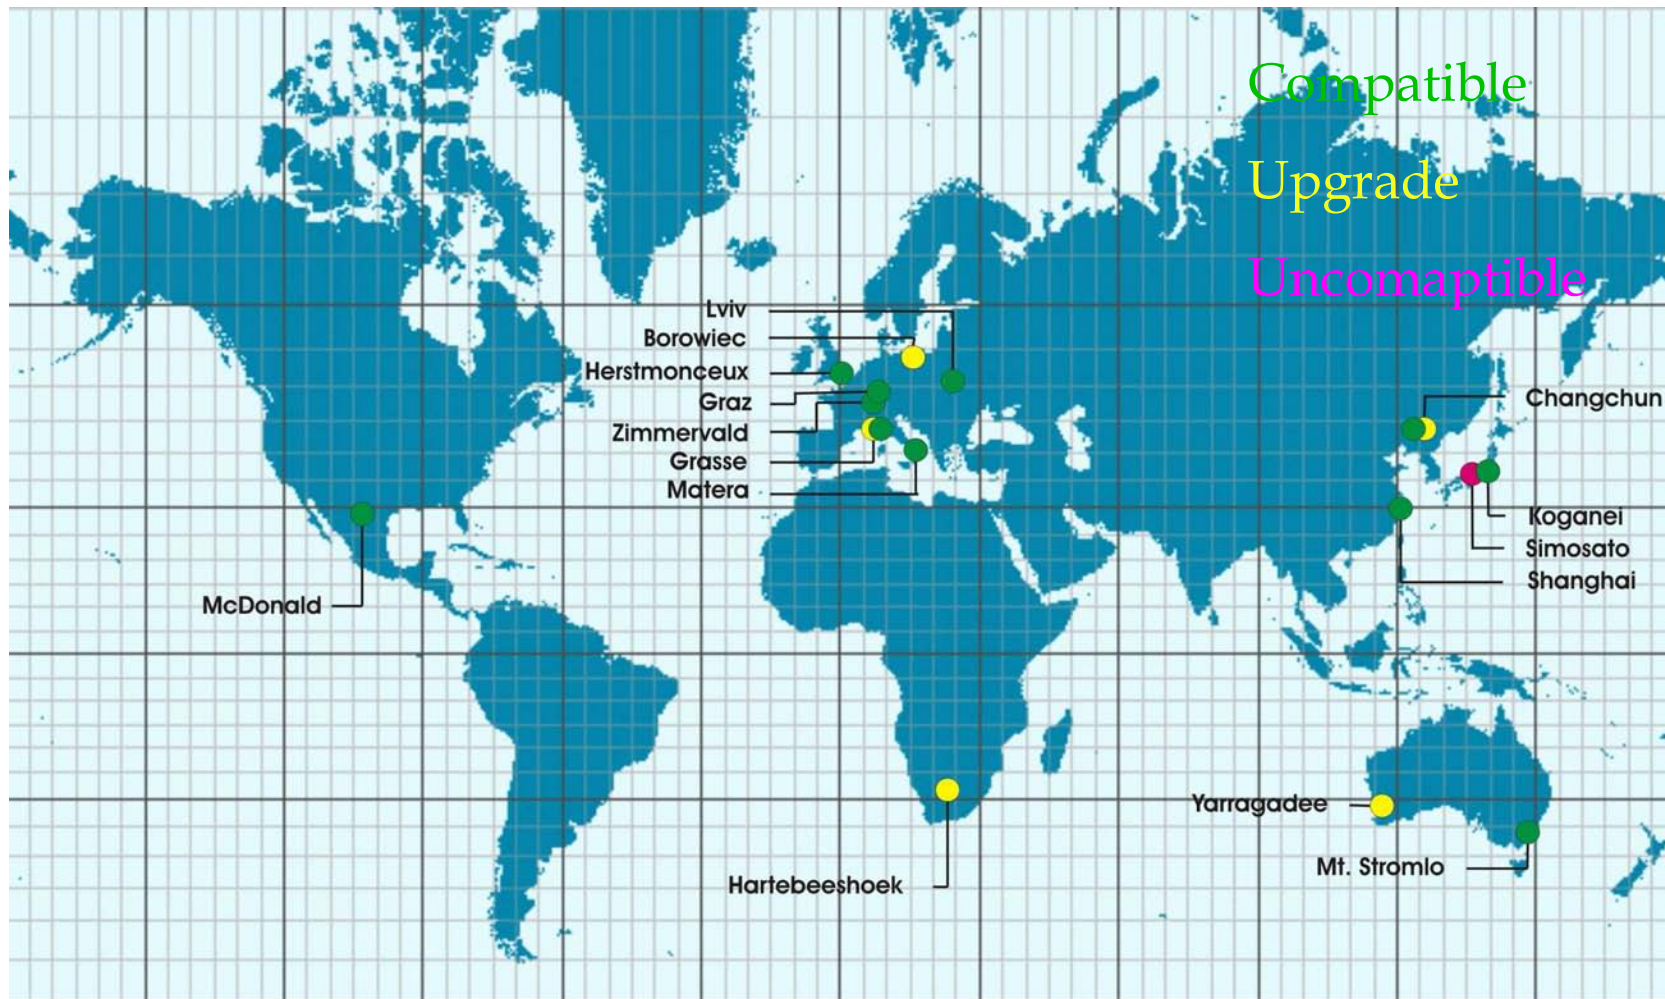 Compatible
Upgrade
Uncomaptible
Lviv
Borowiec
Herstmonceux
Graz
Zimmervald
Grasse
Matera
Changchun
Koganei
Simosato
Shanghai
McDonald
Yarragadee
Mt. Stromlo
Hartebeeshoek